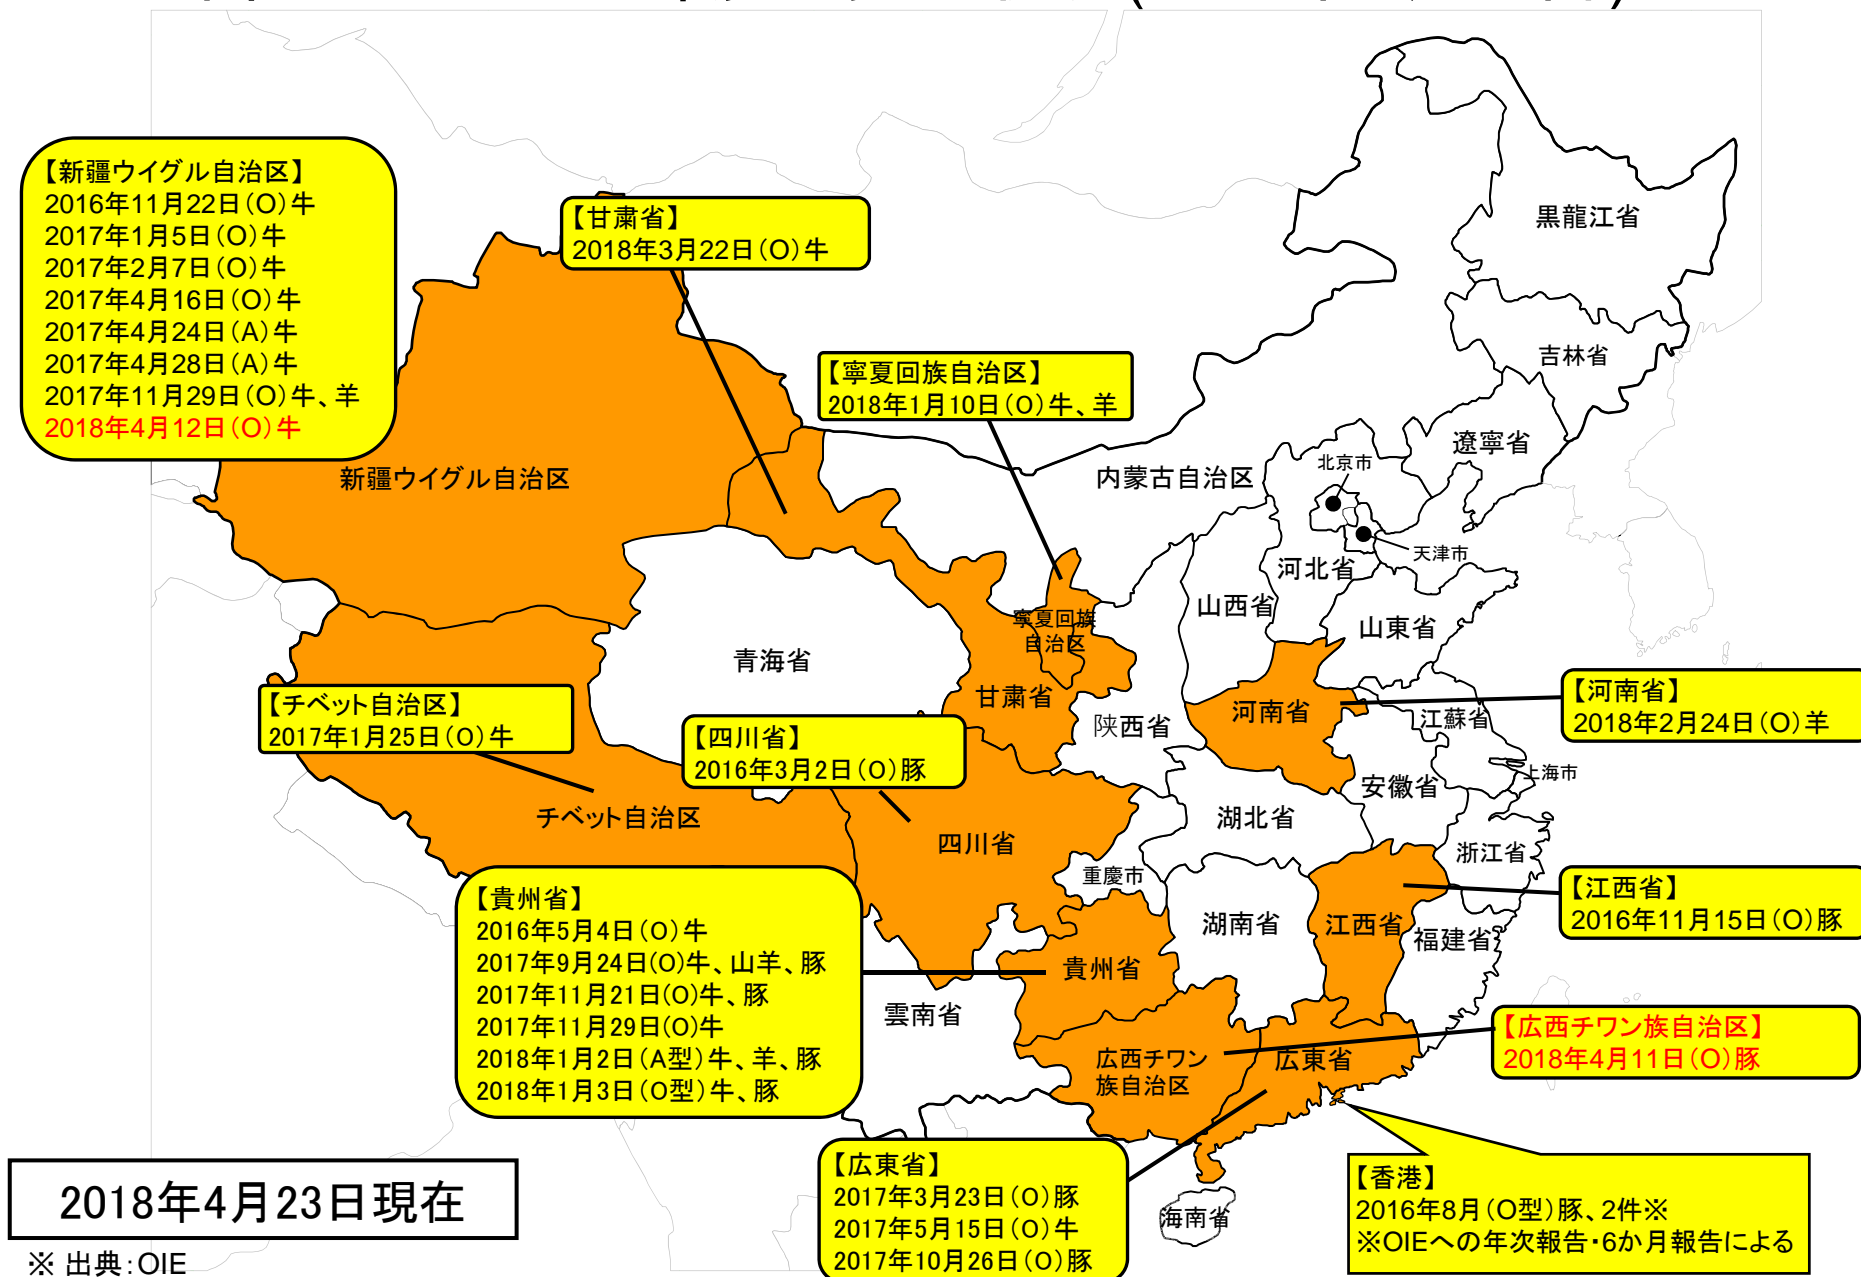 【新疆ウイグル自治区】
2016年11月22日(O)牛
2017年1月5日(O)牛
2017年2月7日(O)牛
2017年4月16日(O)牛
2017年4月24日(A)牛
2017年4月28日(A)牛
2017年11月29日(O)牛、羊
2018年4月12日(O)牛
【甘粛省】
2018年3月22日(O)牛
【寧夏回族自治区】
2018年1月10日(O)牛、羊
黒龍江省
吉林省
遼寧省
北京市
内蒙古自治区
新疆ウイグル自治区
天津市
河北省
山西省
山東省
寧夏回族
自治区
青海省
甘粛省
陕西省
河南省
江蘇省
【河南省】
2018年2月24日(O)羊
【チベット自治区】
2017年1月25日(O)牛
【四川省】
2016年3月2日(O)豚
上海市
安徽省
チベット自治区
四川省
湖北省
浙江省
重慶市
【江西省】
2016年11月15日(O)豚
湖南省
江西省
福建省
【貴州省】
2016年5月4日(O)牛
2017年9月24日(O)牛、山羊、豚
2017年11月21日(O)牛、豚
2017年11月29日(O)牛
2018年1月2日(A型)牛、羊、豚
2018年1月3日(O型)牛、豚
貴州省
雲南省
広西チワン
族自治区
広東省
【広西チワン族自治区】
2018年4月11日(O)豚
【広東省】
2017年3月23日(O)豚
2017年5月15日(O)牛
2017年10月26日(O)豚
海南省
【香港】
2016年8月(O型)豚、2件※
※OIEへの年次報告・6か月報告による
2018年4月23日現在
※ 出典:OIE